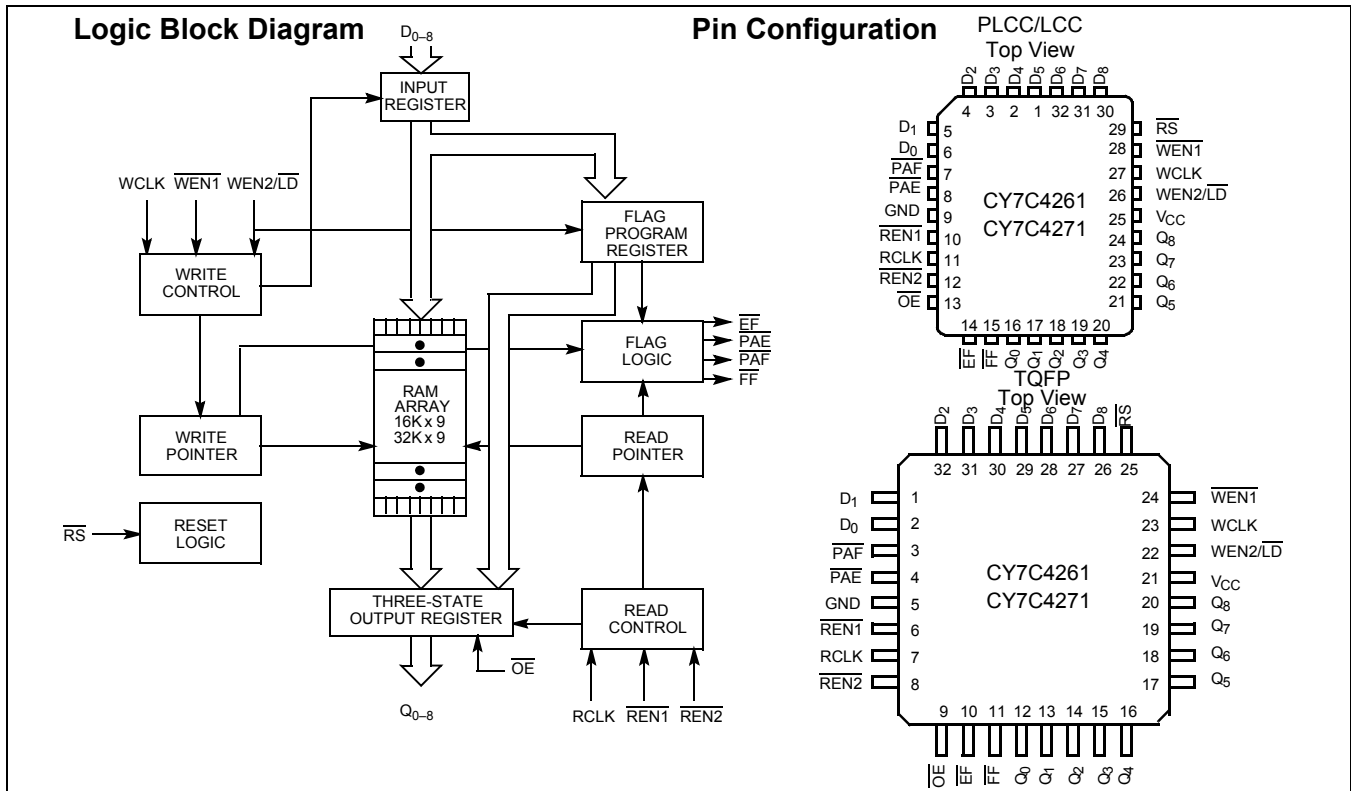 Logic Block Diagram
D0–8
INPUT
REGISTER
WCLK WEN1 WEN2/LD
FLAG
PROGRAM
REGISTER
WRITE
CONTROL
EF
PAE
PAF
FF
FLAG
LOGIC
RAM
ARRAY
16K x 9
32K x 9
WRITE
POINTER
READ
POINTER
RS
RESET
LOGIC
THREE-STATE
OUTPUT REGISTER
READ
CONTROL
OE
Q0–8
RCLK REN1 REN2
Pin Configuration
PLCC/LCC
Top View
D2 D3 D4 D5 D6 D7 D8
4 3 2 1 32 31 30
D1 5
D0 6
PAF 7
PAE 8
GND 9
REN1 10
RCLK 11
REN2 12
OE 13
CY7C4261
CY7C4271
29 RS
28 WEN1
27 WCLK
26 WEN2/LD
25 VCC
24 Q8
23 Q7
22 Q6
21 Q5
14 15 16 17 18 19 20
EF FF Q0 Q1 Q2 Q3 Q4
TQFP
Top View
D2 D3 D4 D5 D6 D7 D8 RS
32 31 30 29 28 27 26 25
D1 1
D0 2
PAF 3
PAE 4
GND 5
REN1 6
RCLK 7
REN2 8
CY7C4261
CY7C4271
24 WEN1
23 WCLK
22 WEN2/LD
21 VCC
20 Q8
19 Q7
18 Q6
17 Q5
9 10 11 12 13 14 15 16
OE EF FF Q0 Q1 Q2 Q3 Q4